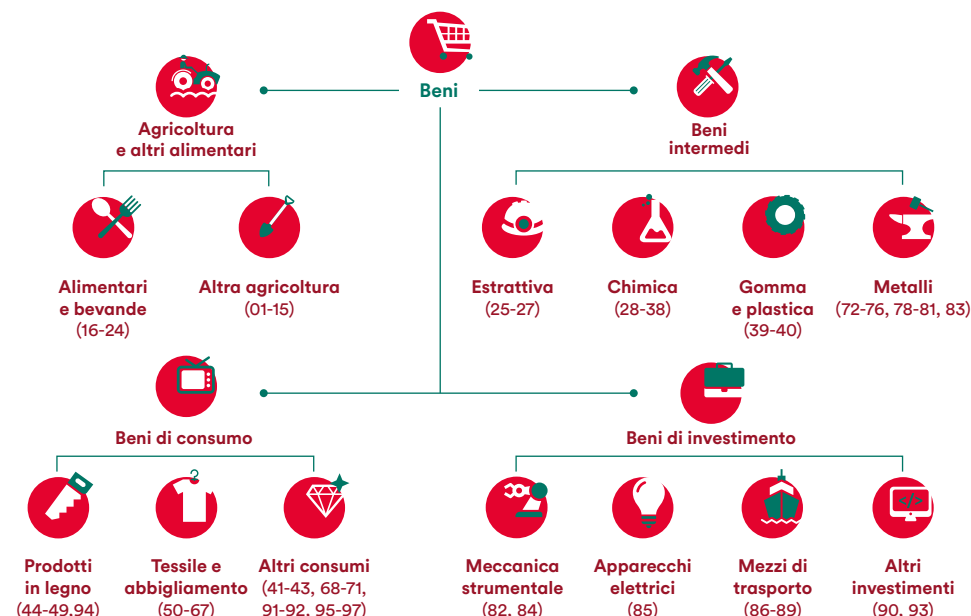 Beni
Agricoltura
e altri alimentari
Beni
intermedi
Alimentari
e bevande
(16-24)
Altra agricoltura
(01-15)
Estrattiva
(25-27)
Chimica
(28-38)
Gomma
e plastica
(39-40)
Metalli
(72-76, 78-81, 83)
Beni di consumo
Beni di investimento
Prodotti
in legno
(44-49,94)
Tessile e
abbigliamento
(50-67)
Altri consumi
(41-43, 68-71,
91-92, 95-97)
Meccanica
strumentale
(82, 84)
Apparecchi
elettrici
(85)
Mezzi di
trasporto
(86-89)
Altri
investimenti
(90, 93)